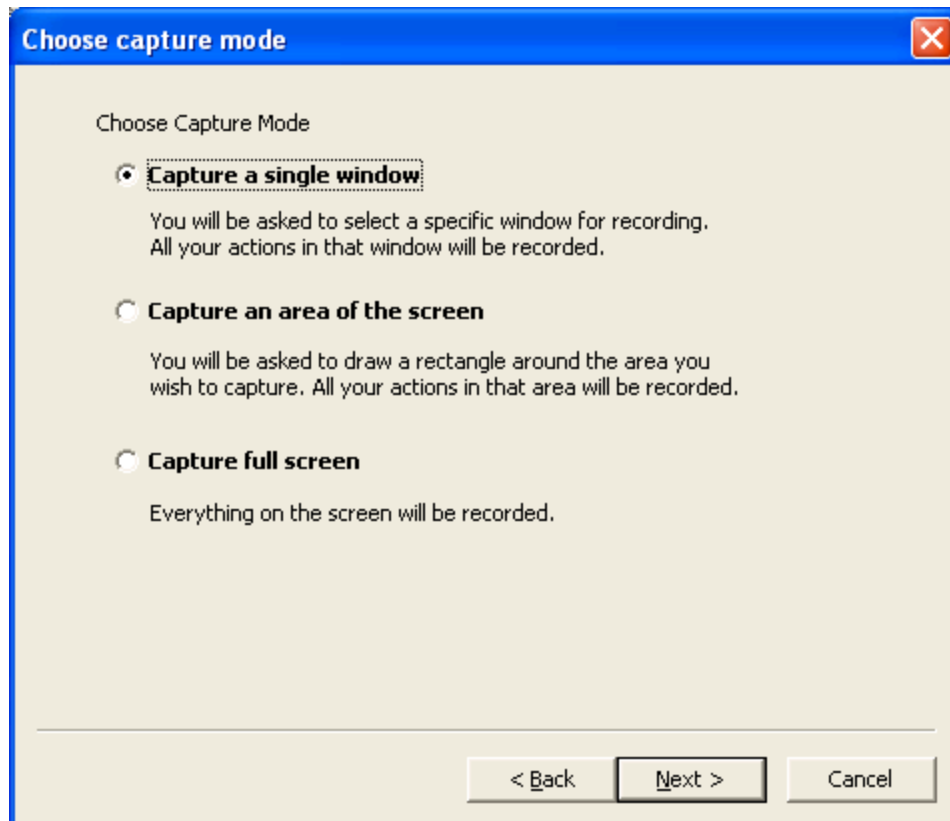 Choose capture mode
Choose Capture Mode
Capture a single window
You will be asked to select a specific window for recording.
All your actions in that window will be recorded.
Capture an area of the screen
You will be asked to draw a rectangle around the area you
wish to capture. All your actions in that area will be recorded.
Capture full screen
Everything on the screen will be recorded.
< Back
Next >
Cancel